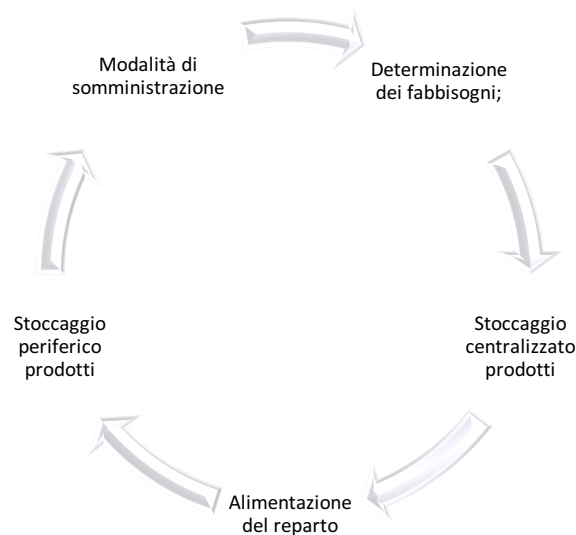 Modalità di
somministrazione
Determinazione
dei fabbisogni;
Stoccaggio
centralizzato
prodotti
Alimentazione
del reparto
Stoccaggio
periferico
prodotti